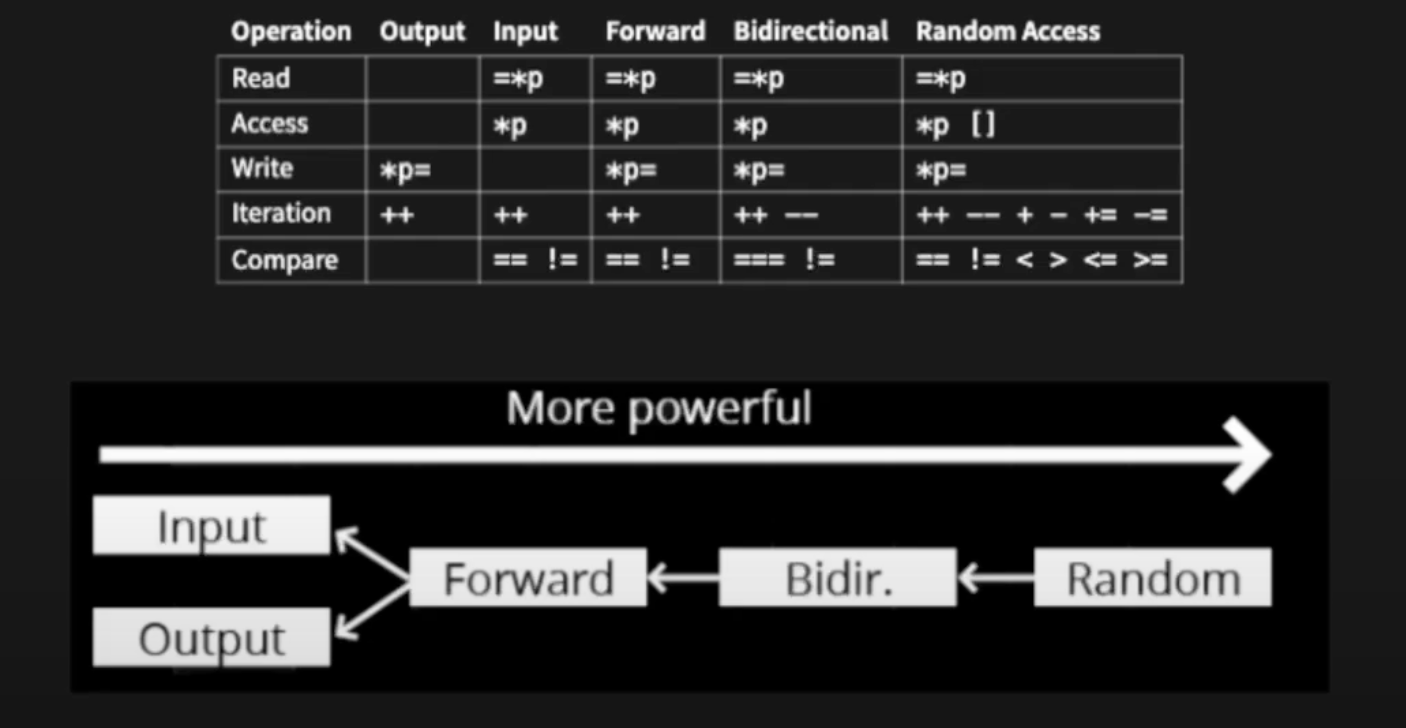 Operation Output Input Forward Bidirectional Random Access
Read =*p =*p =*p =*p
Access *p *p *p *p []
Write *p= *p= *p= *p=
Iteration ++ ++ ++ ++ -- ++ -- + - += -=
Compare == != == != === != == != < > <= >=
More powerful
Input
Forward
Bidir.
Random
Output